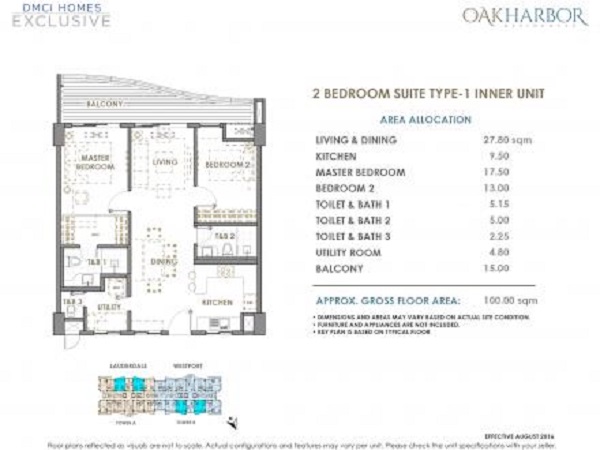 DMCI HOMES
EXCLUSIVE
OAKHARBOR
RESIDENCES
2 BEDROOM SUITE TYPE-1 INNER UNIT
AREA ALLOCATION
LIVING & DINING 27.80 sqm
KITCHEN 9.50
MASTER BEDROOM 17.50
BEDROOM 2 13.00
TOILET & BATH 1 5.15
TOILET & BATH 2 5.00
TOILET & BATH 3 2.25
UTILITY ROOM 4.80
BALCONY 15.00
APPROX. GROSS FLOOR AREA: 100.00 sqm
• DIMENSIONS AND AREAS MAY VARY BASED ON ACTUAL SITE CONDITION
• FURNITURE AND APPLIANCES ARE NOT INCLUDED.
• KEY PLAN IS BASED ON TYPICAL FLOOR
BALCONY
MASTER
BEDROOM
LIVING
BEDROOM 2
T&B 2
T&B 1
DINING
T&B 3
UTILITY
KITCHEN
LAUDERDALE WESTPORT
EFFECTIVE AUGUST 2016
Floor plans reflected as visuals are not to scale. Actual configurations and features may vary per unit. Please check the unit specifications with your seller.